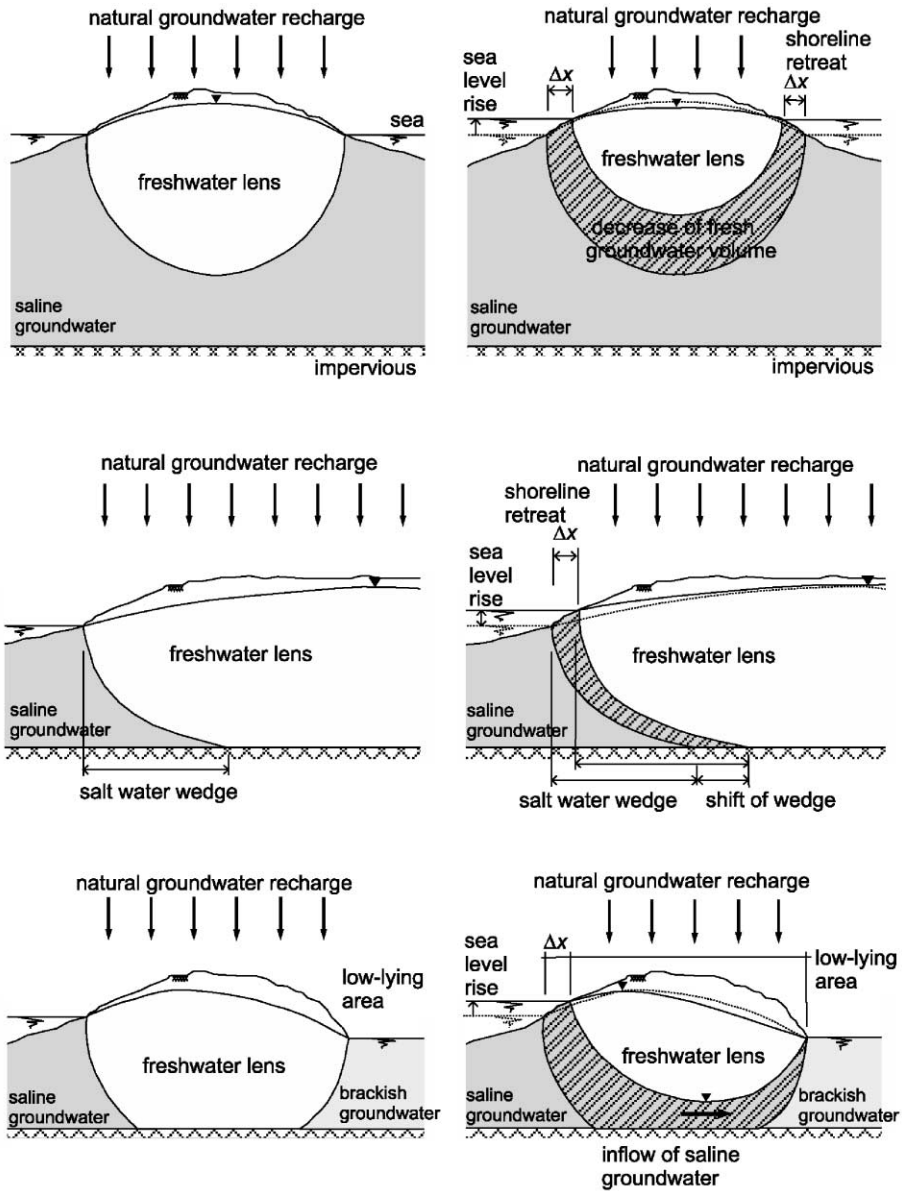 natural groundwater recharge
sea
freshwater lens
saline
groundwater
impervious
natural groundwater recharge
sea
level
rise
Δx
shoreline
retreat
Δx
freshwater lens
decrease of fresh
groundwater volume
saline
groundwater
impervious
natural groundwater recharge
freshwater lens
saline
groundwater
salt water wedge
natural groundwater recharge
shoreline
retreat
Δx
sea
level
rise
freshwater lens
saline
groundwater
salt water wedge
shift of wedge
natural groundwater recharge
low-lying
area
freshwater lens
saline
groundwater
brackish
groundwater
natural groundwater recharge
sea
level
rise
Δx
low-lying
area
freshwater lens
saline
groundwater
brackish
groundwater
inflow of saline
groundwater